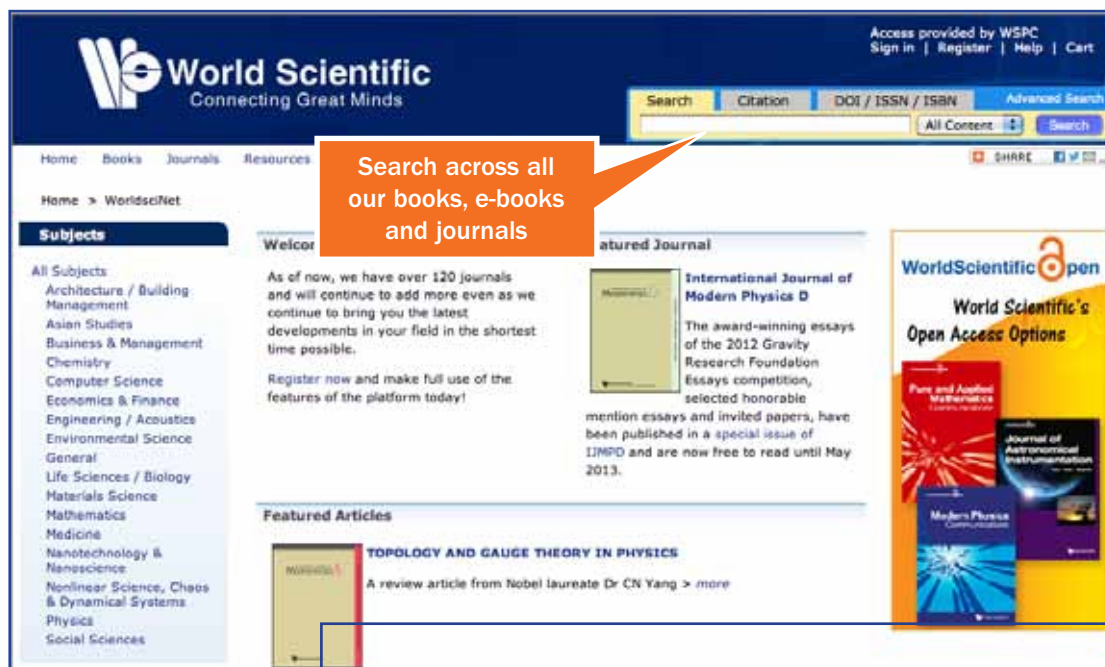 Access provided by WSPC
Sign in | Register | Help | Cart
World Scientific
Connecting Great Minds
Search Citation DOI / ISSN / ISBN Advanced Search
All Content Search
Home Books Journals Resources
SHARE
Search across all
our books, e-books
and journals
Home > WorldsciNet
Subjects
All Subjects
Architecture / Building
Management
Asian Studies
Business & Management
Chemistry
Computer Science
Economics & Finance
Engineering / Acoustics
Environmental Science
General
Life Sciences / Biology
Materials Science
Mathematics
Medicine
Nanotechnology &
Nanoscience
Nonlinear Science, Chaos
& Dynamical Systems
Physics
Social Sciences
As of now, we have over 120 journals
and will continue to add more even as we
continue to bring you the latest
developments in your field in the shortest
time possible.
Register now and make full use of the
features of the platform today!
Journal
International Journal of
Modern Physics D
The award-winning essays
of the 2012 Gravity
Research Foundation
Essays competition,
selected honorable
mention essays and invited papers, have
been published in a special issue of
IJMPD and are now free to read until May
2013.
Featured Articles
TOPOLOGY AND GAUGE THEORY IN PHYSICS
A review article from Nobel laureate Dr CN Yang > more
WorldScientific Open
World Scientific's
Open Access Options
Pure and Applied
Mathematics
Communications
Journal of
Astronomical
Instrumentation
Modern Physics
Communications